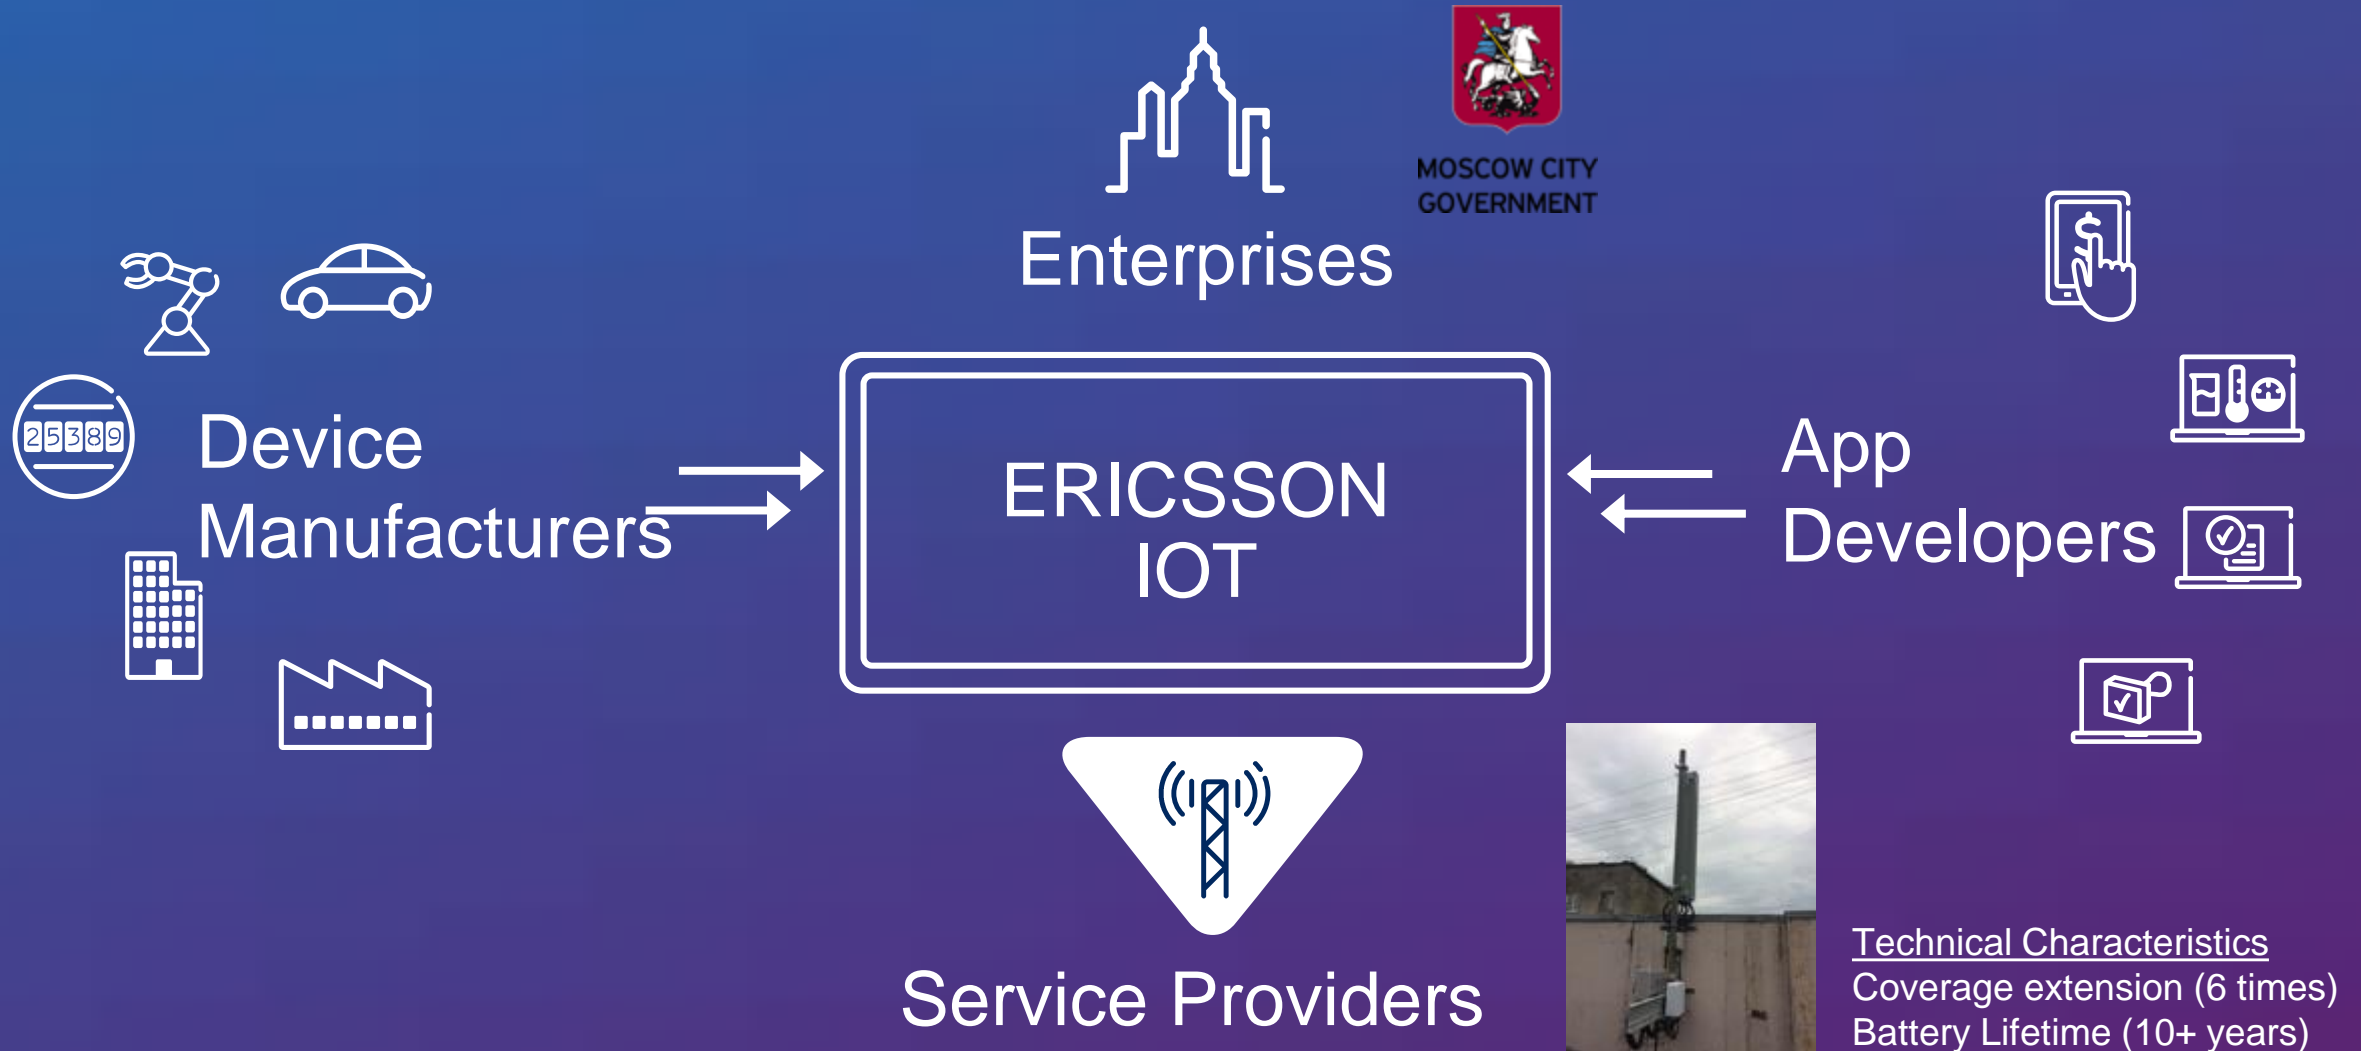 MOSCOW CITY
GOVERNMENT
Enterprises
$
25389
Device
Manufacturers
ERICSSON
IOT
App
Developers
Service Providers
Technical Characteristics
Coverage extension (6 times)
Battery Lifetime (10+ years)